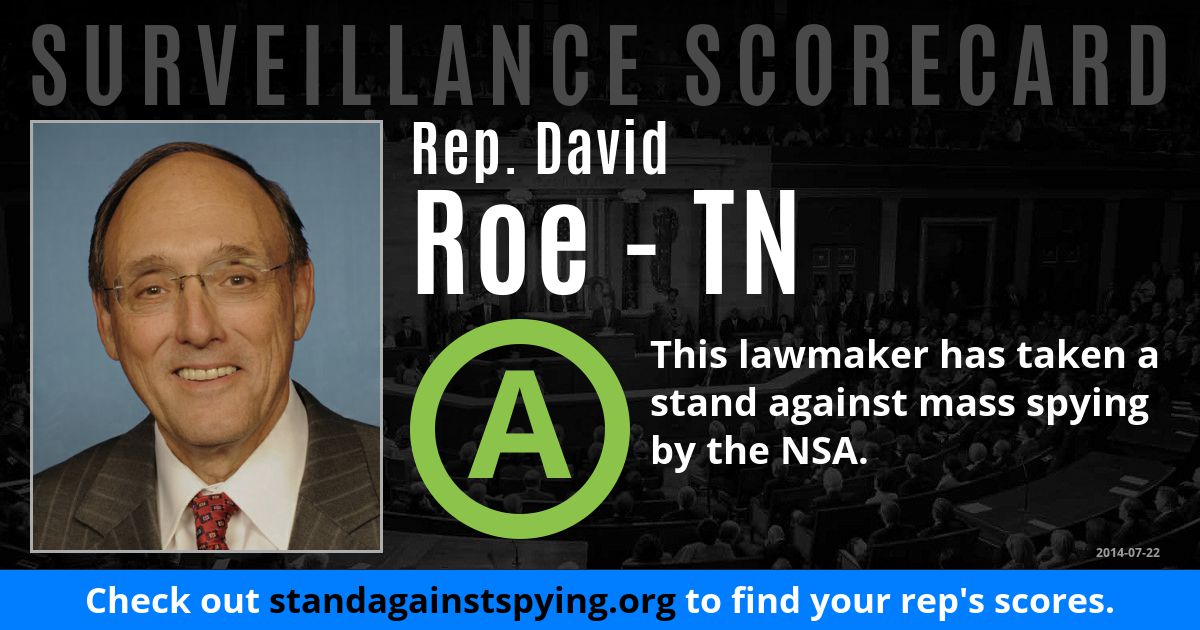 SURVEILLANCE SCORECARD
Rep. David
Roe - TN
A
This lawmaker has taken a
stand against mass spying
by the NSA.
2014-07-22
Check out standagainstspying.org to find your rep's scores.